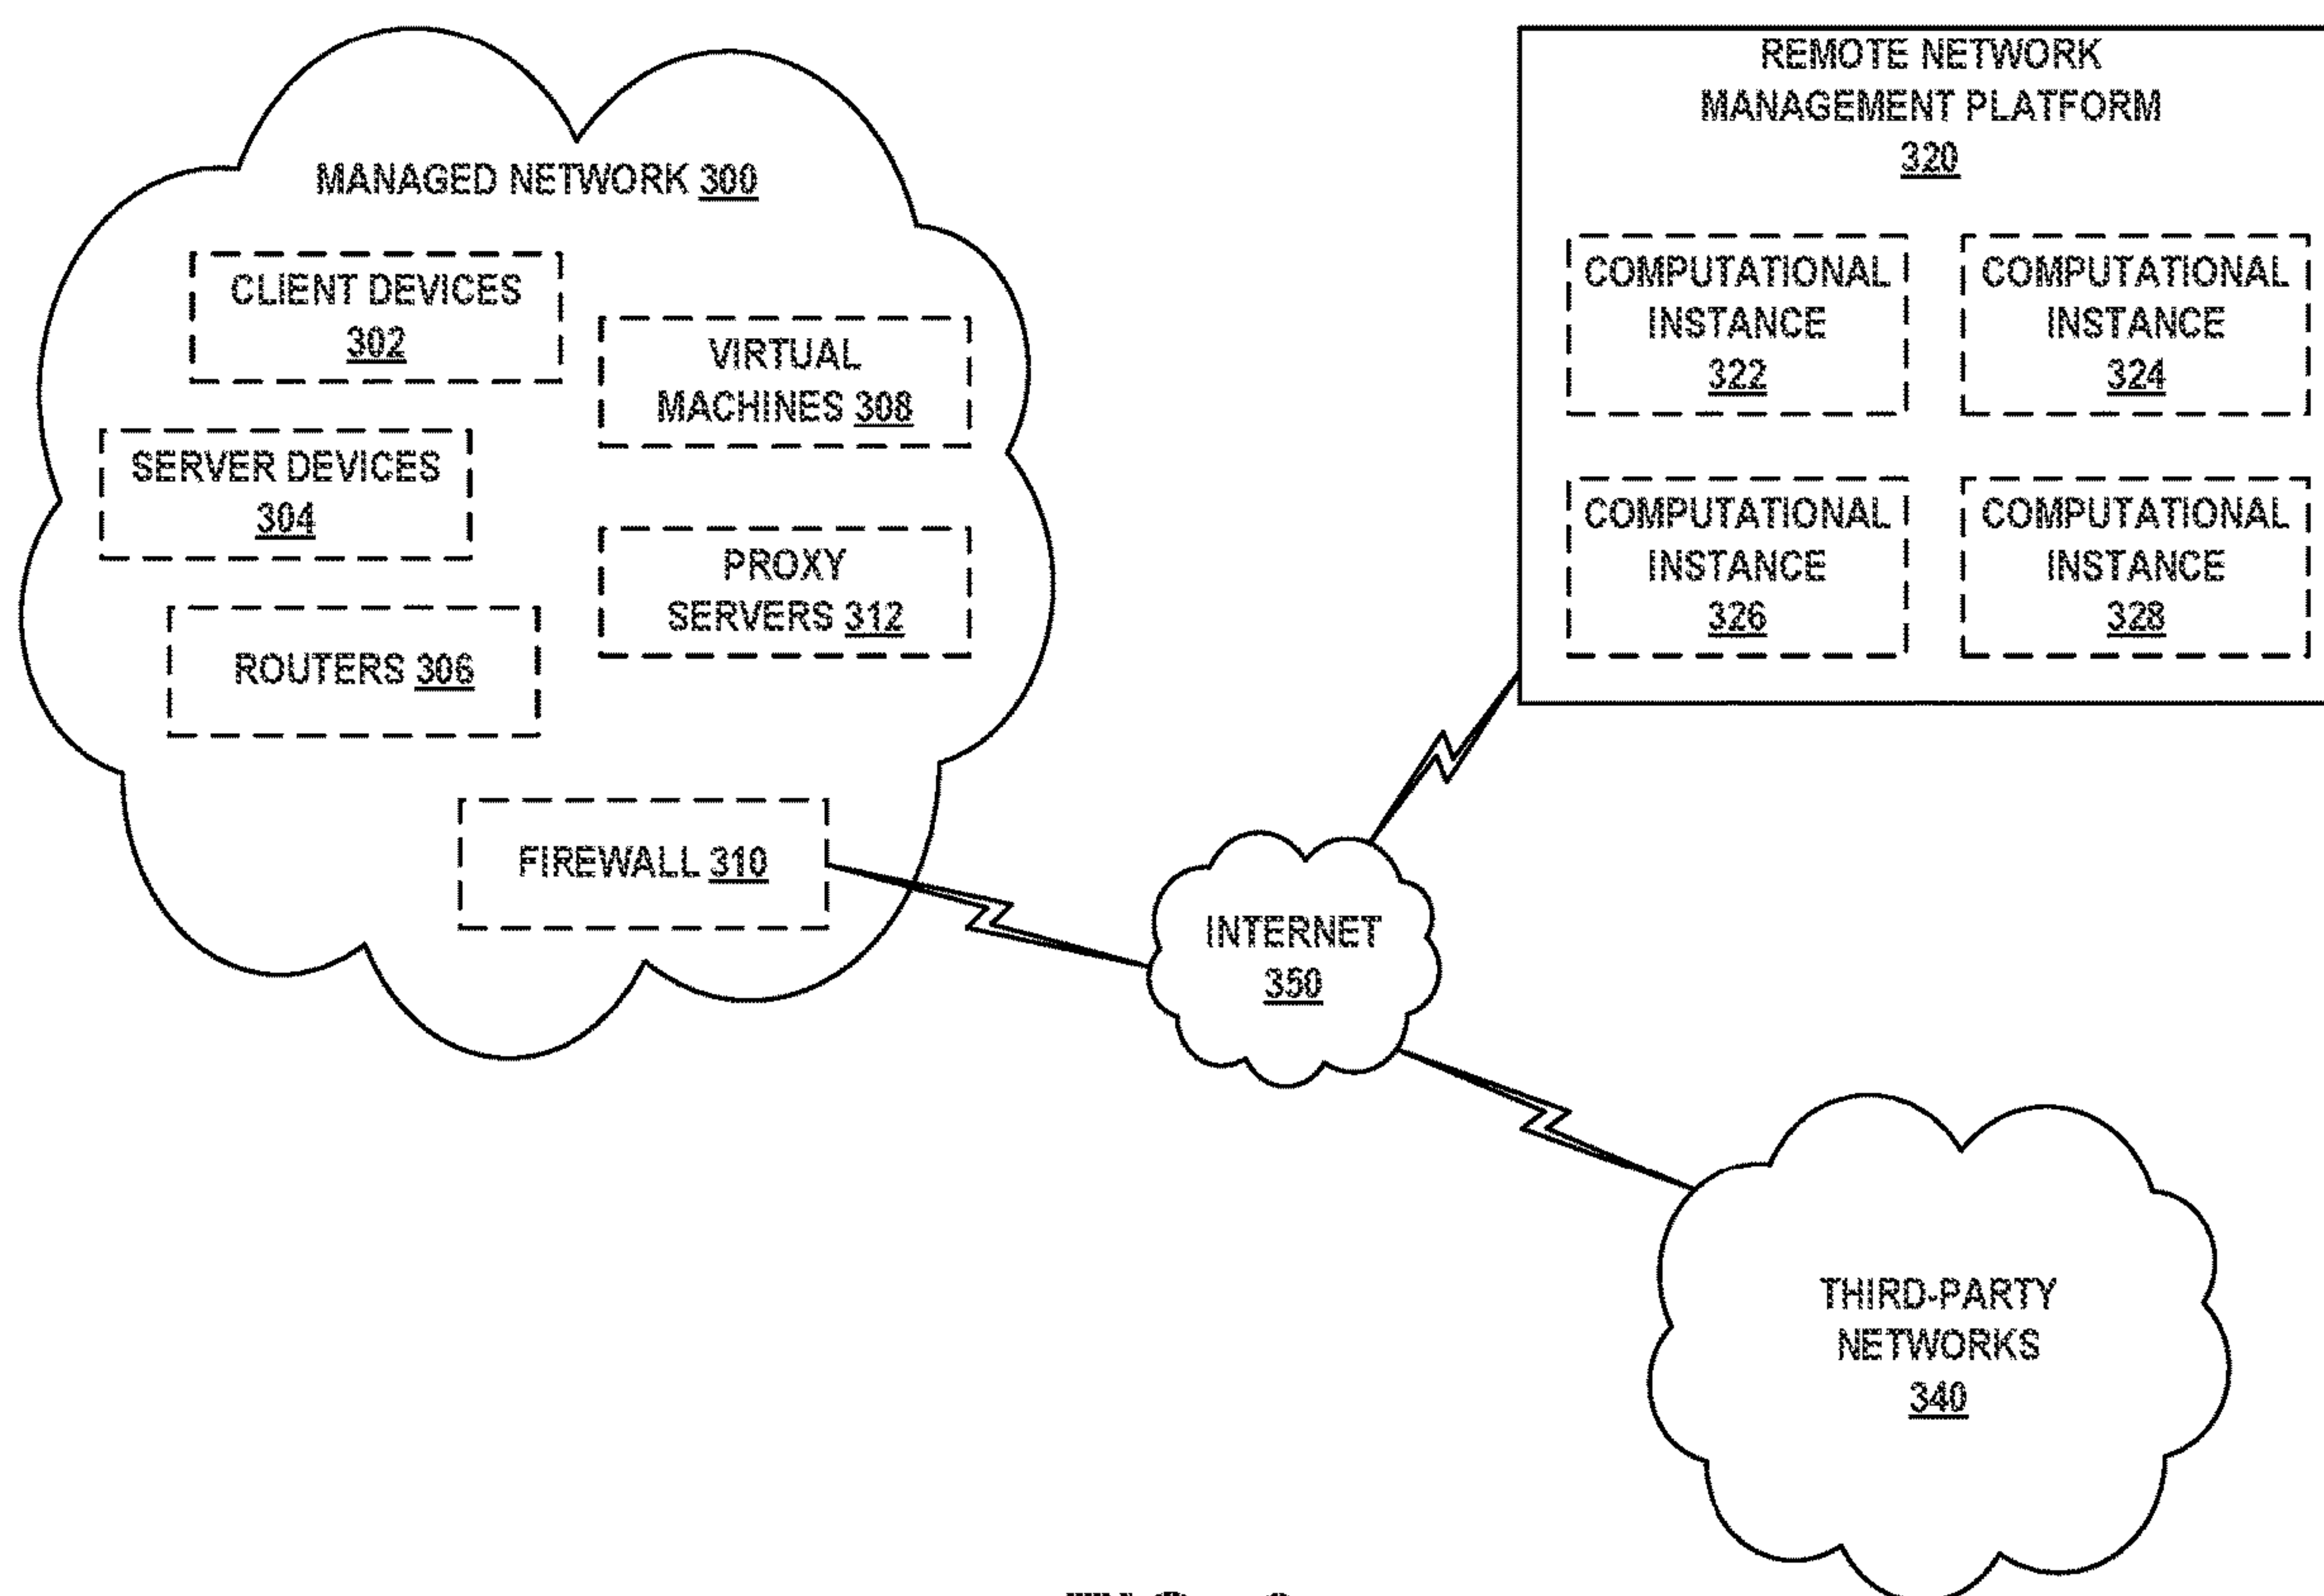 MANAGED NETWORK 300
CLIENT DEVICES
302
VIRTUAL
MACHINES 308
SERVER DEVICES
304
PROXY
SERVERS 312
ROUTERS 306
FIREWALL 310
REMOTE NETWORK
MANAGEMENT PLATFORM
320
COMPUTATIONAL
INSTANCE
322
COMPUTATIONAL
INSTANCE
324
COMPUTATIONAL
INSTANCE
326
COMPUTATIONAL
INSTANCE
328
INTERNET
350
THIRD-PARTY
NETWORKS
340